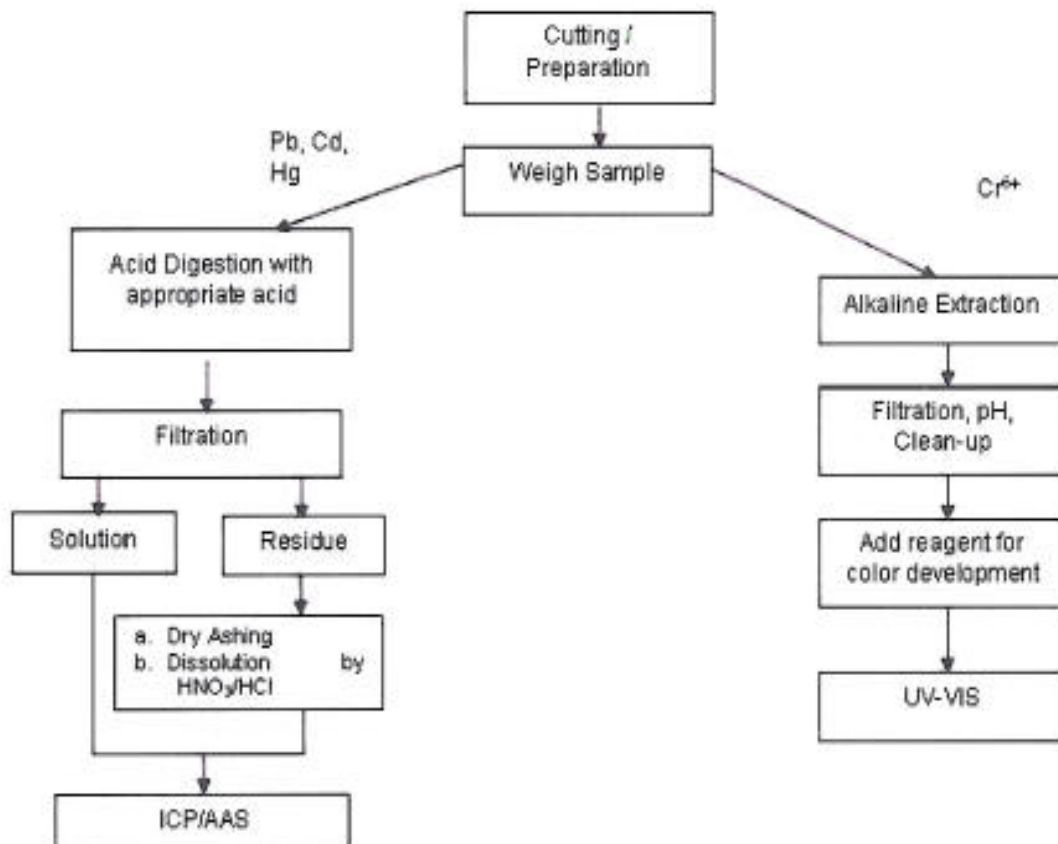 Cutting /
Preparation
Pb, Cd,
Hg
Weigh Sample
Cr⁶⁺
Acid Digestion with
appropriate acid
Alkaline Extraction
Filtration
Filtration, pH,
Clean-up
Solution
Residue
Add reagent for
color development
a. Dry Ashing
b. Dissolution by
HNO₃/HCl
UV-VIS
ICP/AAS